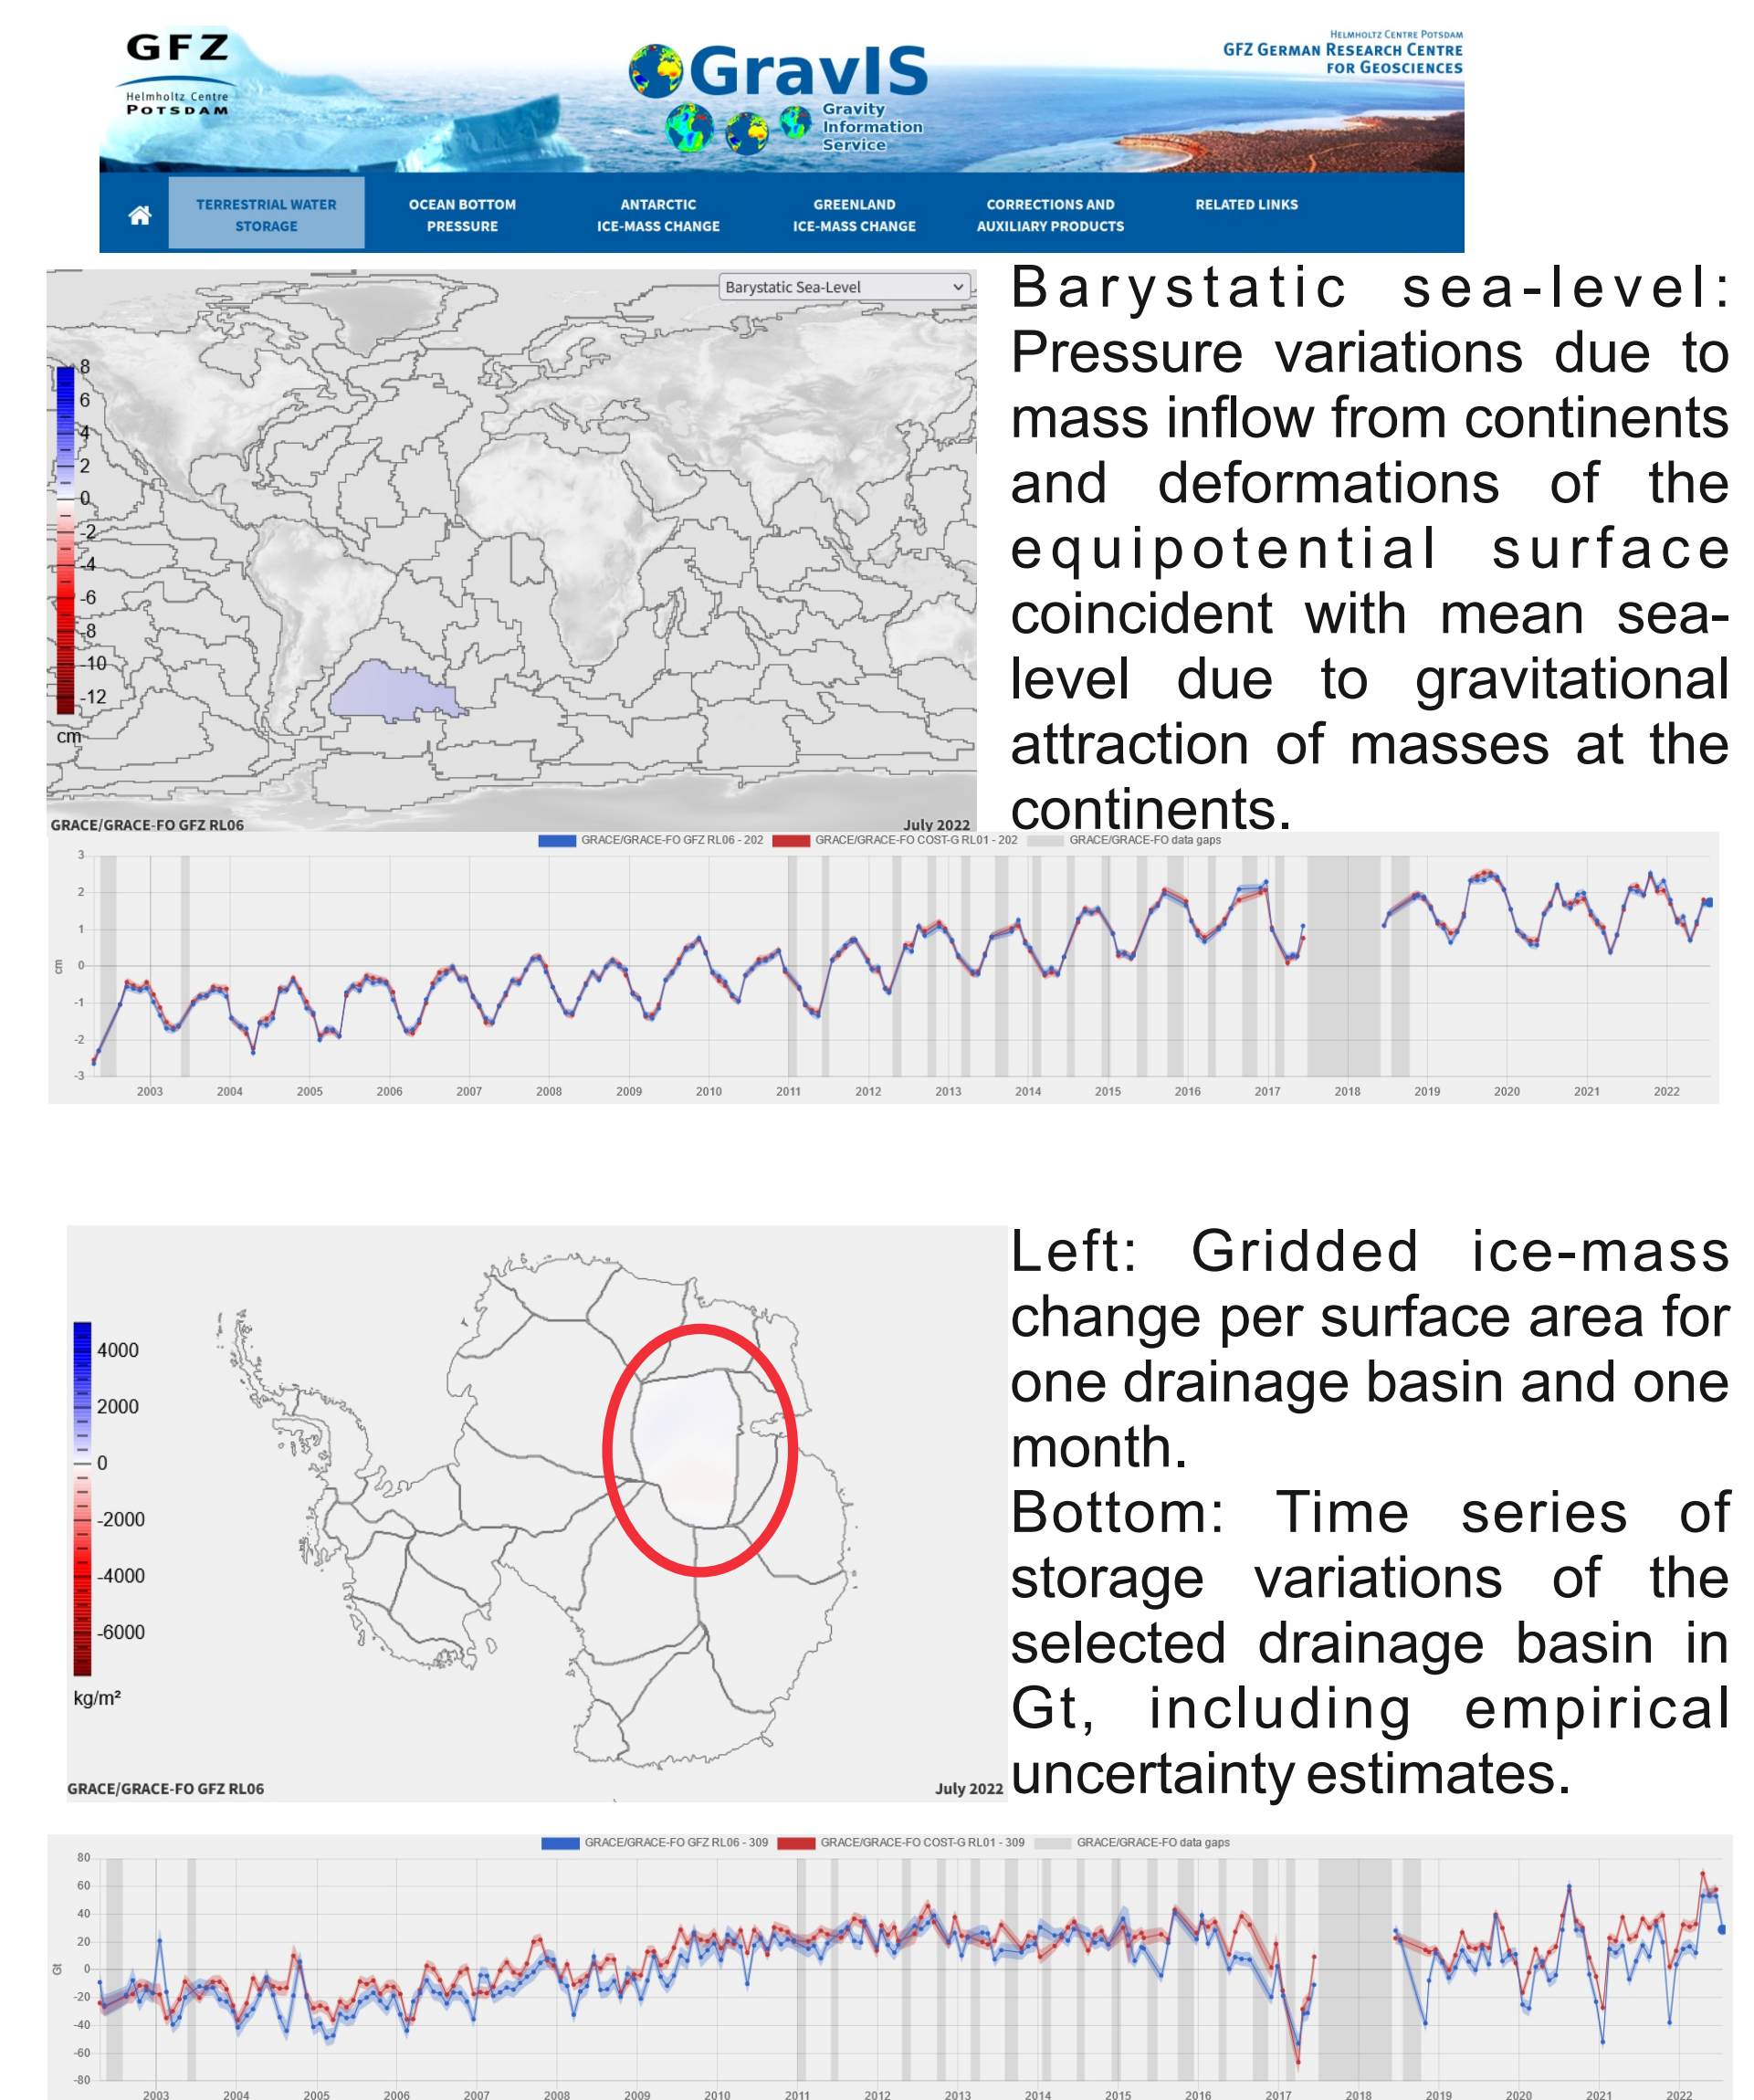 GFZ
Helmholtz Centre
POTSDAM
GravIS
Gravity
Information
Service
HELMHOLTZ CENTRE POTSDAM
GFZ GERMAN RESEARCH CENTRE
FOR GEOSCIENCES
TERRESTRIAL WATER
STORAGE
OCEAN BOTTOM
PRESSURE
ANTARCTIC
ICE-MASS CHANGE
GREENLAND
ICE-MASS CHANGE
CORRECTIONS AND
AUXILIARY PRODUCTS
RELATED LINKS
Barystatic Sea-Level
8
6
4
2
0
-2
-4
-6
-8
-10
-12
cm
GRACE/GRACE-FO GFZ RL06
July 2022
Barystatic sea-level:
Pressure variations due to
mass inflow from continents
and deformations of the
equipotential surface
coincident with mean sea-
level due to gravitational
attraction of masses at the
continents.
GRACE/GRACE-FO GFZ RL06 - 202 GRACE/GRACE-FO COST-G RL01 - 202 GRACE/GRACE-FO data gaps
3
2
1
0
-1
-2
-3
cm
2003 2004 2005 2006 2007 2008 2009 2010 2011 2012 2013 2014 2015 2016 2017 2018 2019 2020 2021 2022
4000
2000
0
-2000
-4000
-6000
kg/m²
GRACE/GRACE-FO GFZ RL06
July 2022
Left: Gridded ice-mass
change per surface area for
one drainage basin and one
month.
Bottom: Time series of
storage variations of the
selected drainage basin in
Gt, including empirical
uncertainty estimates.
GRACE/GRACE-FO GFZ RL06 - 309 GRACE/GRACE-FO COST-G RL01 - 309 GRACE/GRACE-FO data gaps
80
60
40
20
0
-20
-40
-60
-80
Gt
2003 2004 2005 2006 2007 2008 2009 2010 2011 2012 2013 2014 2015 2016 2017 2018 2019 2020 2021 2022